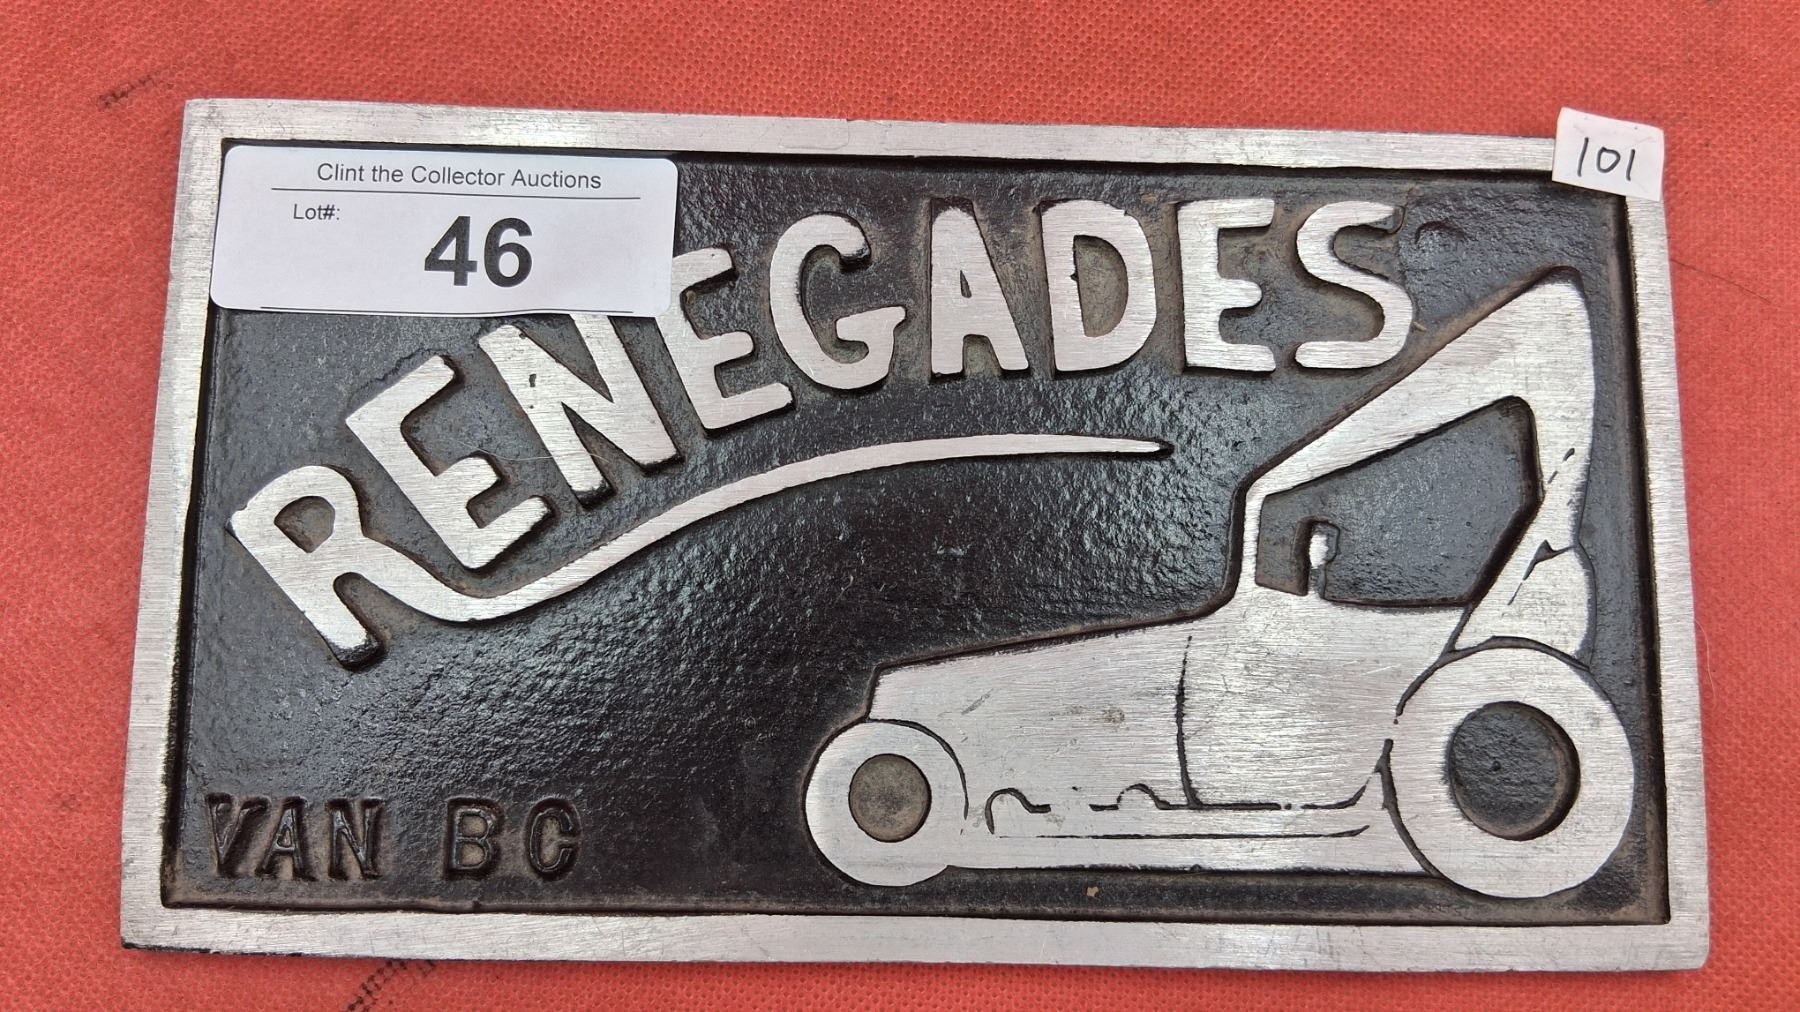 Clint the Collector Auctions
Lot#:
46
101
RENEGADES
VAN BC